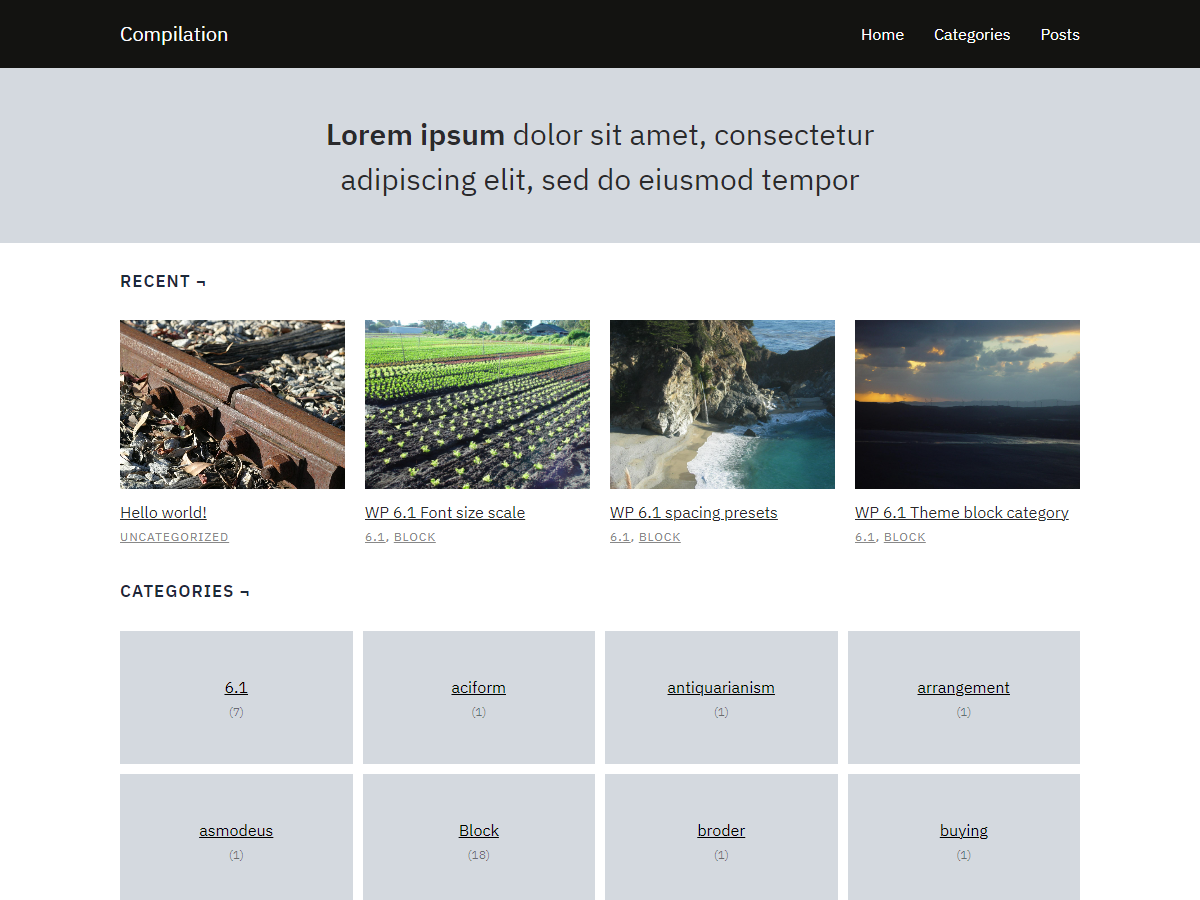 Compilation
Home Categories Posts
Lorem ipsum dolor sit amet, consectetur
adipiscing elit, sed do eiusmod tempor
RECENT ¬
Hello world!
UNCATEGORIZED
WP 6.1 Font size scale
6.1, BLOCK
WP 6.1 spacing presets
6.1, BLOCK
WP 6.1 Theme block category
6.1, BLOCK
CATEGORIES ¬
6.1
(7)
aciform
(1)
antiquarianism
(1)
arrangement
(1)
asmodeus
(1)
Block
(18)
broder
(1)
buying
(1)